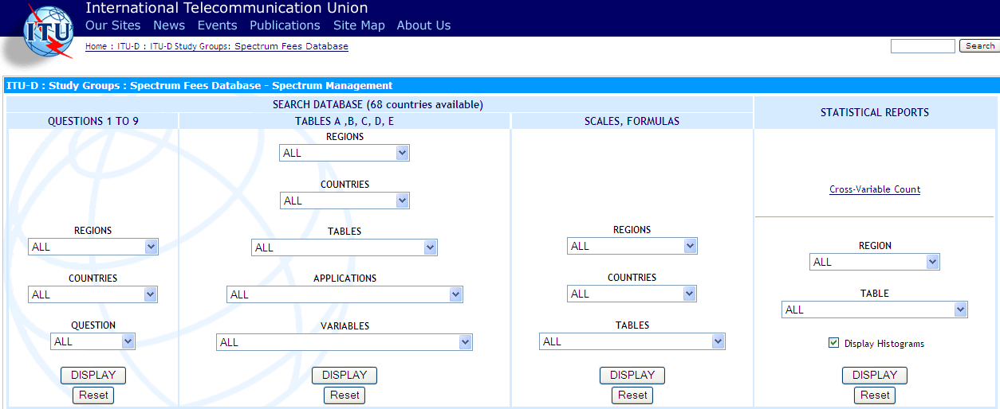 ITU
International Telecommunication Union
Our Sites News Events Publications Site Map About Us
Home : ITU-D : ITU-D Study Groups: Spectrum Fees Database
Search
ITU-D : Study Groups : Spectrum Fees Database - Spectrum Management
SEARCH DATABASE (68 countries available)
QUESTIONS 1 TO 9
REGIONS
ALL
COUNTRIES
ALL
QUESTION
ALL
DISPLAY
Reset
TABLES A ,B, C, D, E
REGIONS
ALL
COUNTRIES
ALL
TABLES
ALL
APPLICATIONS
ALL
VARIABLES
ALL
DISPLAY
Reset
SCALES, FORMULAS
REGIONS
ALL
COUNTRIES
ALL
TABLES
ALL
DISPLAY
Reset
STATISTICAL REPORTS
Cross-Variable Count
REGION
ALL
TABLE
ALL
Display Histograms
DISPLAY
Reset